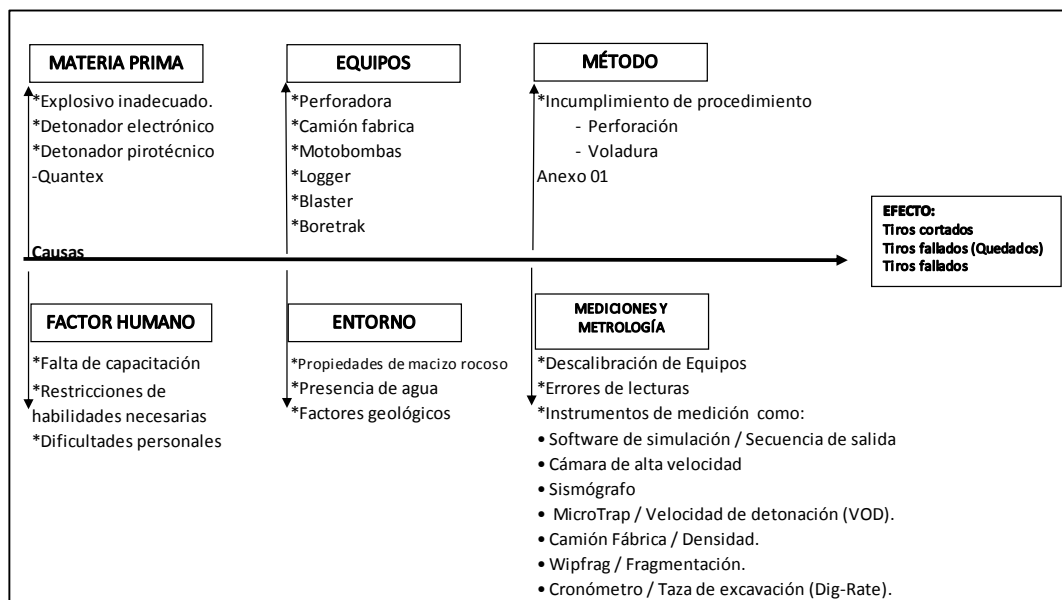 MATERIA PRIMA
*Explosivo inadecuado.
*Detonador electrónico
*Detonador pirotécnico
-Quantex
EQUIPOS
*Perforadora
*Camión fabrica
*Motobombas
*Logger
*Blaster
*Boretrak
MÉTODO
*Incumplimiento de procedimiento
- Perforación
- Voladura
Anexo 01
Causas
EFECTO:
Tiros cortados
Tiros fallados (Quedados)
Tiros fallados
FACTOR HUMANO
*Falta de capacitación
*Restricciones de
habilidades necesarias
*Dificultades personales
ENTORNO
*Propiedades de macizo rocoso
*Presencia de agua
*Factores geológicos
MEDICIONES Y
METROLOGÍA
*Descalibración de Equipos
*Errores de lecturas
*Instrumentos de medición como:
• Software de simulación / Secuencia de salida
• Cámara de alta velocidad
• Sismógrafo
• MicroTrap / Velocidad de detonación (VOD).
• Camión Fábrica / Densidad.
• Wipfrag / Fragmentación.
• Cronómetro / Taza de excavación (Dig-Rate).